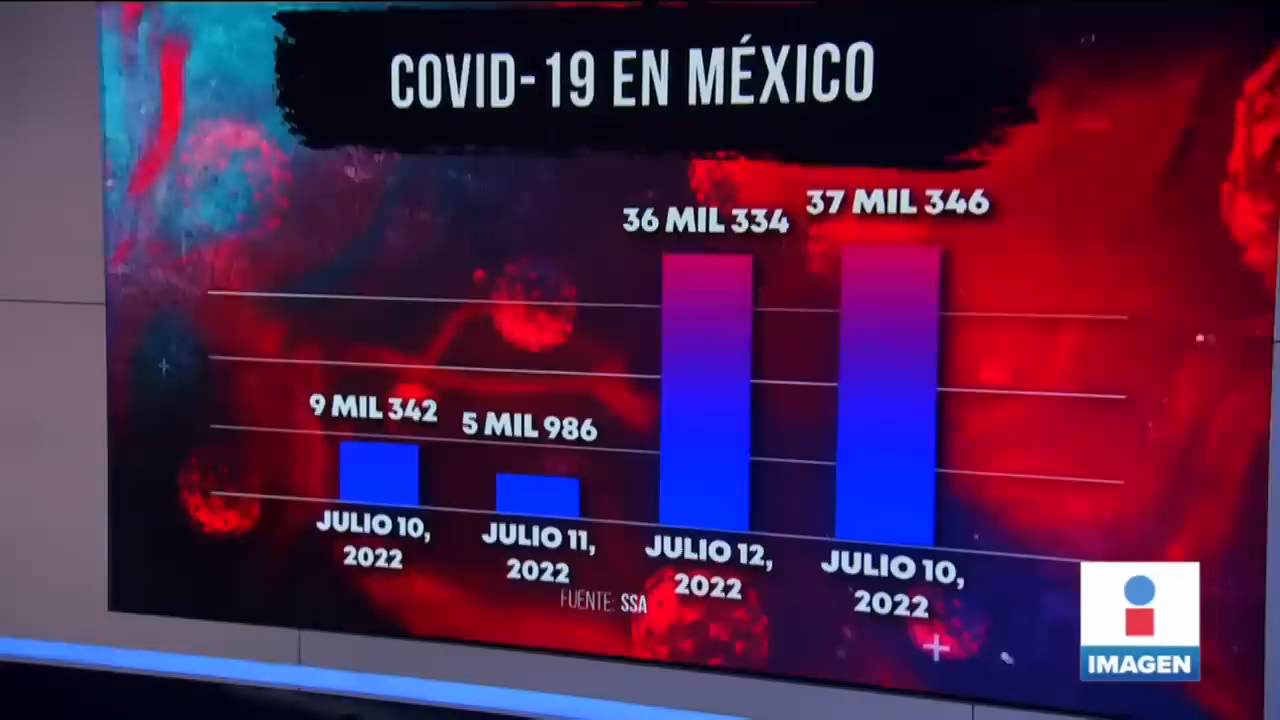 COVID-19 EN MÉXICO
37 MIL 346
36 MIL 334
9 MIL 342
5 MIL 986
JULIO 10,
2022
JULIO 11,
2022
JULIO 12,
2022
JULIO 10,
2022
FUENTE: SSA
IMAGEN